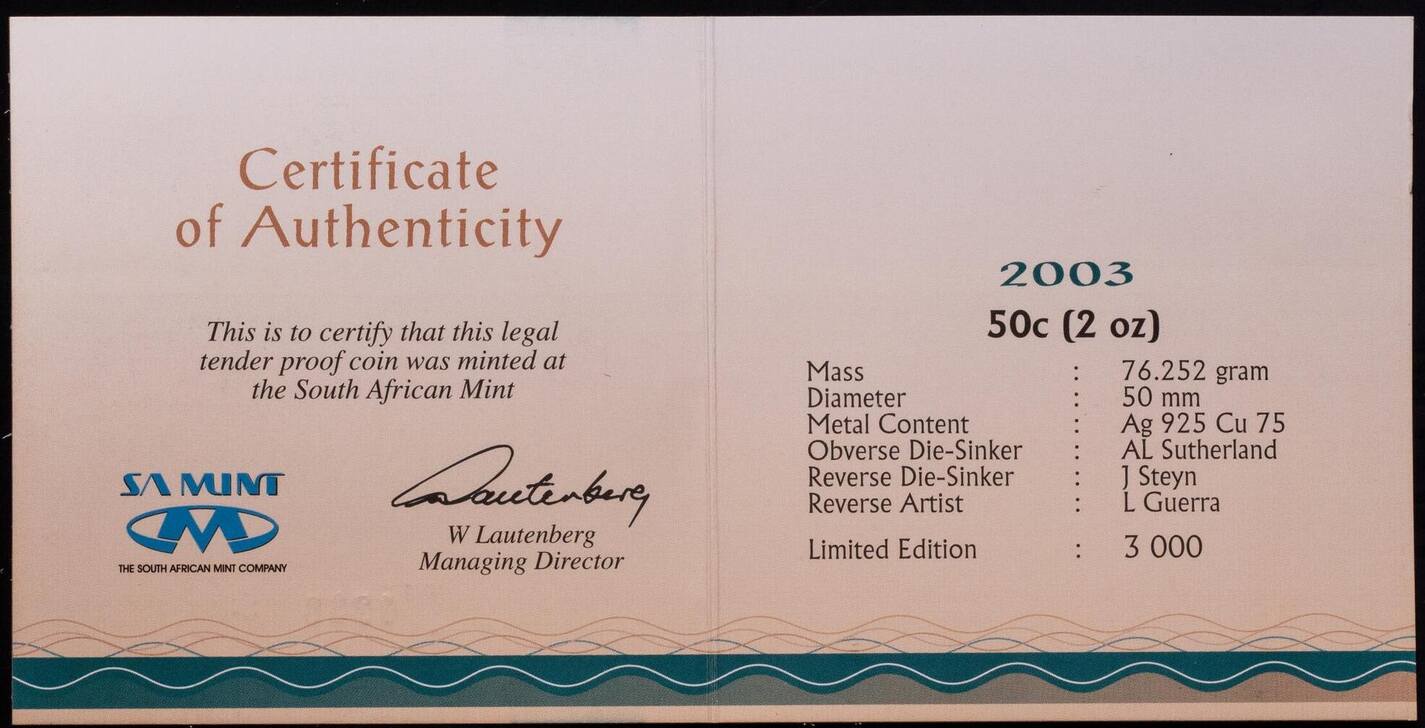 Certificate
of Authenticity
This is to certify that this legal
tender proof coin was minted at
the South African Mint
SA MINT
THE SOUTH AFRICAN MINT COMPANY
Lautenberg
W Lautenberg
Managing Director
2003
50c (2 oz)
Mass : 76.252 gram
Diameter : 50 mm
Metal Content : Ag 925 Cu 75
Obverse Die-Sinker : AL Sutherland
Reverse Die-Sinker : J Steyn
Reverse Artist : L Guerra
Limited Edition : 3 000